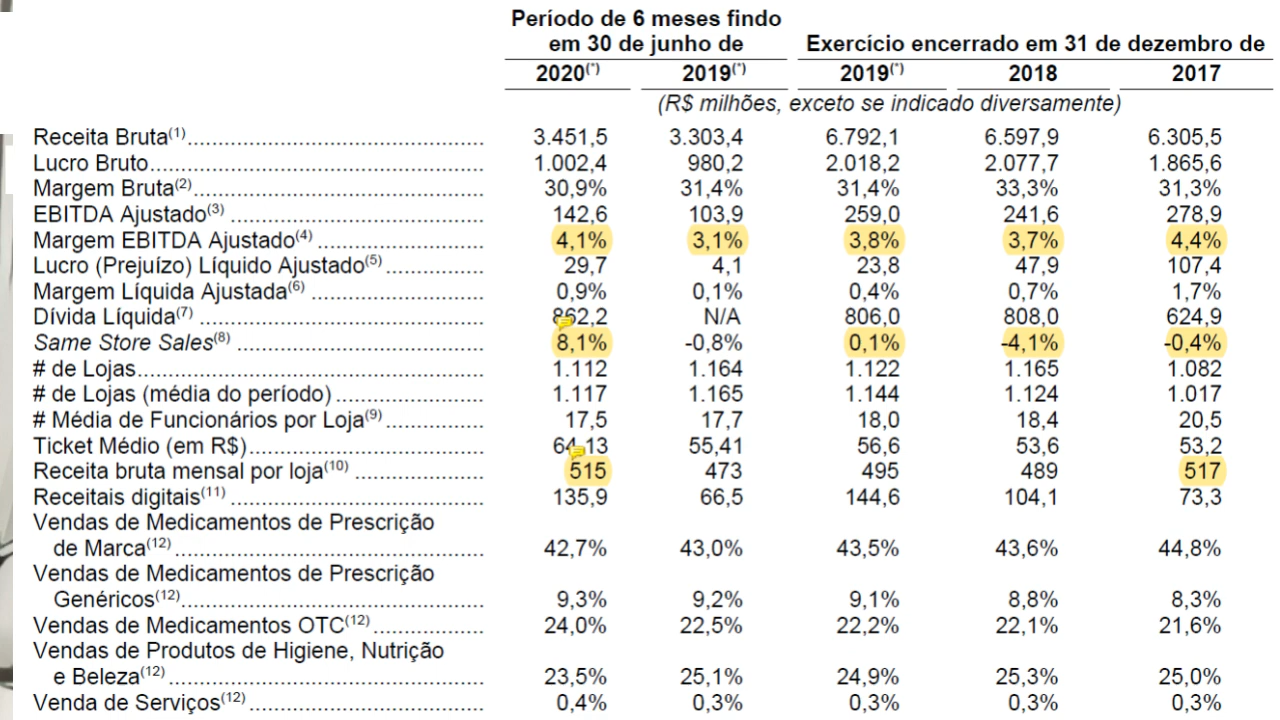 Período de 6 meses findo
em 30 de junho de
Exercício encerrado em 31 de dezembro de
2020(*) 2019(*) 2019(*) 2018 2017
(R$ milhões, exceto se indicado diversamente)
Receita Bruta(1) 3.451,5 3.303,4 6.792,1 6.597,9 6.305,5
Lucro Bruto 1.002,4 980,2 2.018,2 2.077,7 1.865,6
Margem Bruta(2) 30,9% 31,4% 31,4% 33,3% 31,3%
EBITDA Ajustado(3) 142,6 103,9 259,0 241,6 278,9
Margem EBITDA Ajustado(4) 4,1% 3,1% 3,8% 3,7% 4,4%
Lucro (Prejuízo) Líquido Ajustado(5) 29,7 4,1 23,8 47,9 107,4
Margem Líquida Ajustada(6) 0,9% 0,1% 0,4% 0,7% 1,7%
Dívida Líquida(7) 862,2 N/A 806,0 808,0 624,9
Same Store Sales(8) 8,1% -0,8% 0,1% -4,1% -0,4%
# de Lojas 1.112 1.164 1.122 1.165 1.082
# de Lojas (média do período) 1.117 1.165 1.144 1.124 1.017
# Média de Funcionários por Loja(9) 17,5 17,7 18,0 18,4 20,5
Ticket Médio (em R$) 64,13 55,41 56,6 53,6 53,2
Receita bruta mensal por loja(10) 515 473 495 489 517
Receitais digitais(11) 135,9 66,5 144,6 104,1 73,3
Vendas de Medicamentos de Prescrição
de Marca(12) 42,7% 43,0% 43,5% 43,6% 44,8%
Vendas de Medicamentos de Prescrição
Genéricos(12) 9,3% 9,2% 9,1% 8,8% 8,3%
Vendas de Medicamentos OTC(12) 24,0% 22,5% 22,2% 22,1% 21,6%
Vendas de Produtos de Higiene, Nutrição
e Beleza(12) 23,5% 25,1% 24,9% 25,3% 25,0%
Venda de Serviços(12) 0,4% 0,3% 0,3% 0,3% 0,3%